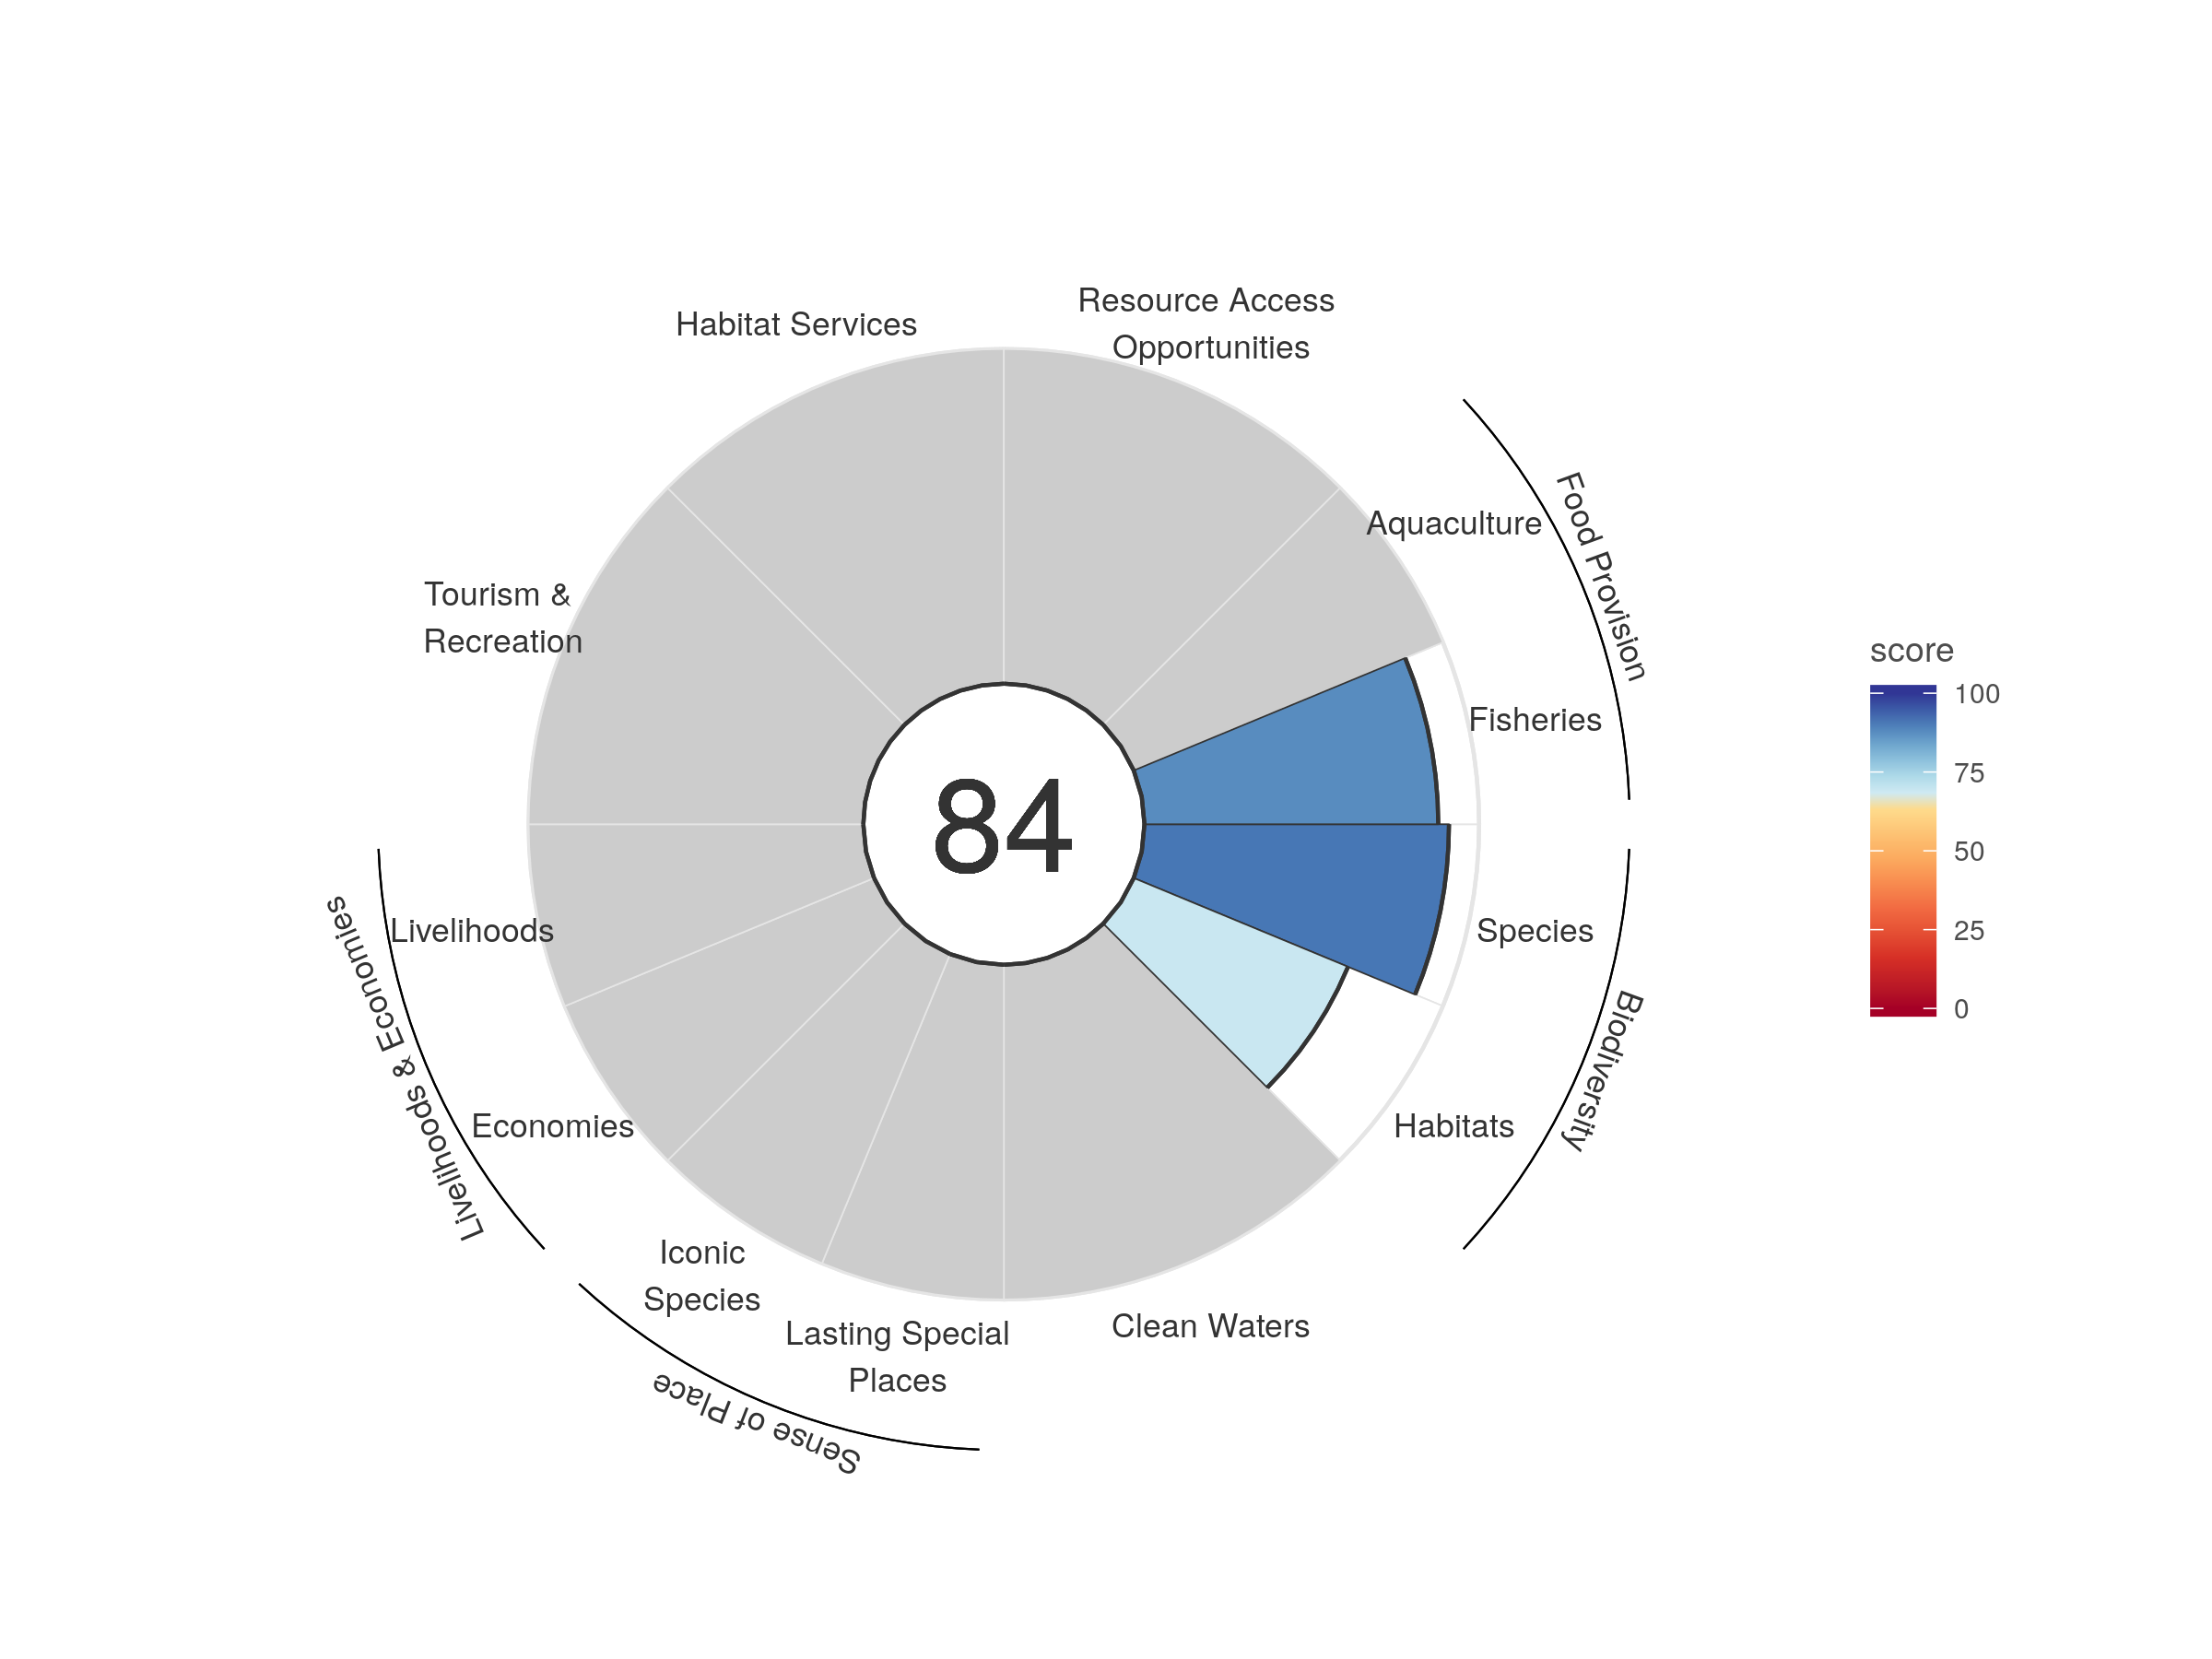 Resource Access
Opportunities
Habitat Services
Aquaculture
Food Provision
Tourism &
Recreation
Fisheries
score
100
75
50
25
0
84
Livelihoods
Species
Livelihoods & Economies
Biodiversity
Economies
Habitats
Iconic
Species
Lasting Special
Places
Clean Waters
Sense of Place